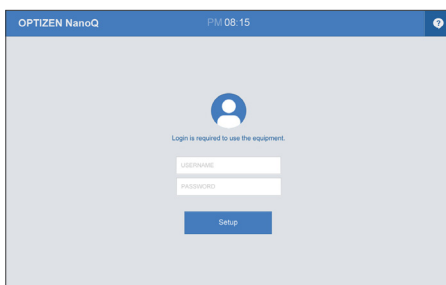 OPTIZEN NanoQ PM 08:15 ?
Login is required to use the equipment.
USERNAME
PASSWORD
Setup